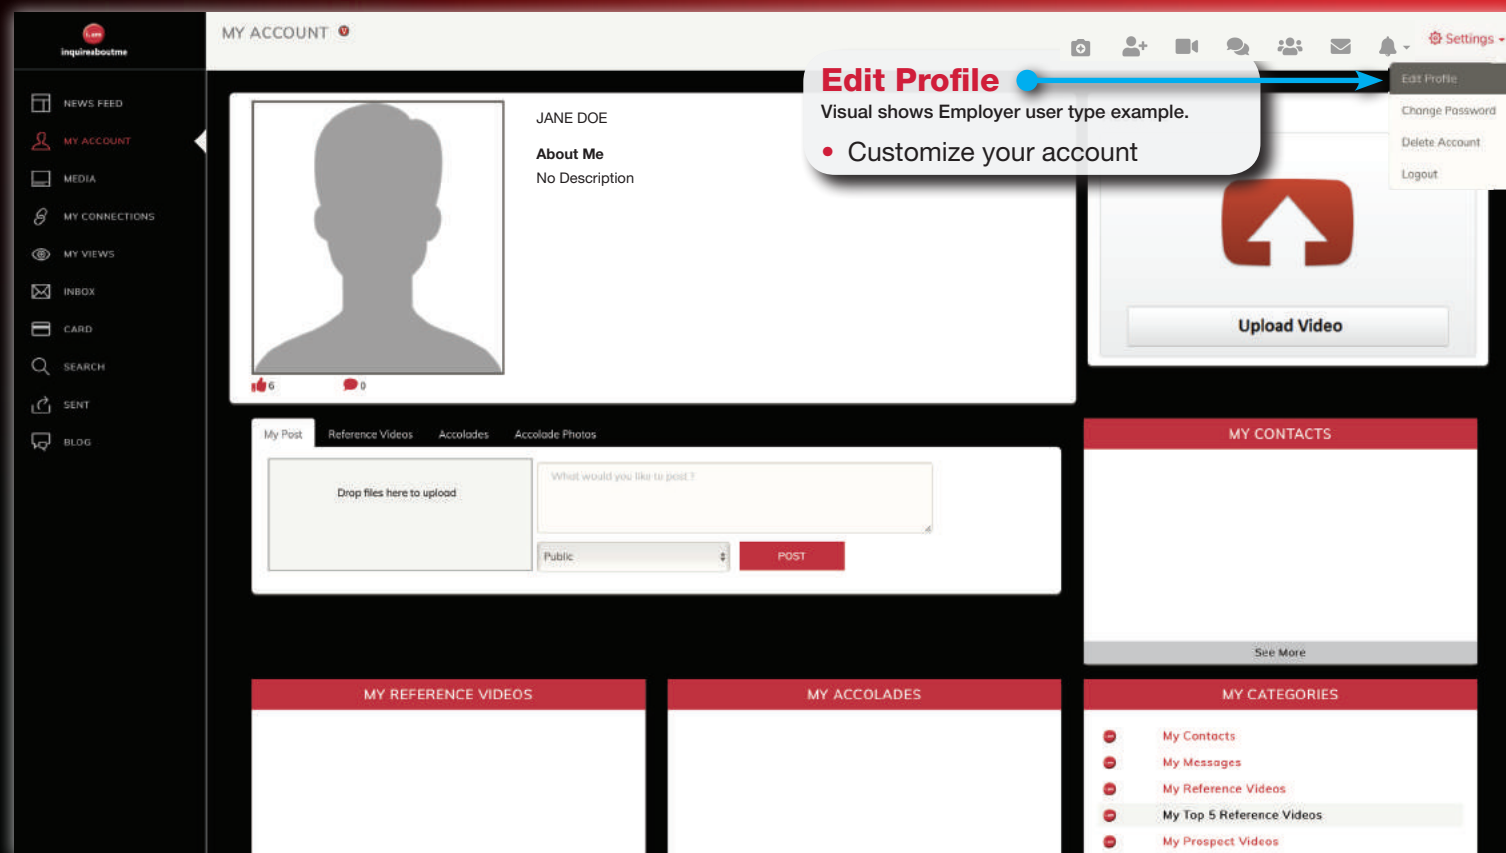 i.am
inquireaboutme
MY ACCOUNT
Settings
Edit Profile
Change Password
Delete Account
Logout
Edit Profile
Visual shows Employer user type example.
• Customize your account
NEWS FEED
MY ACCOUNT
MEDIA
MY CONNECTIONS
MY VIEWS
INBOX
CARD
SEARCH
SENT
BLOG
JANE DOE
About Me
No Description
6
0
Upload Video
My Post
Reference Videos
Accolades
Accolade Photos
Drop files here to upload
What would you like to post ?
Public
POST
MY CONTACTS
See More
MY REFERENCE VIDEOS
MY ACCOLADES
MY CATEGORIES
My Contacts
My Messages
My Reference Videos
My Top 5 Reference Videos
My Prospect Videos